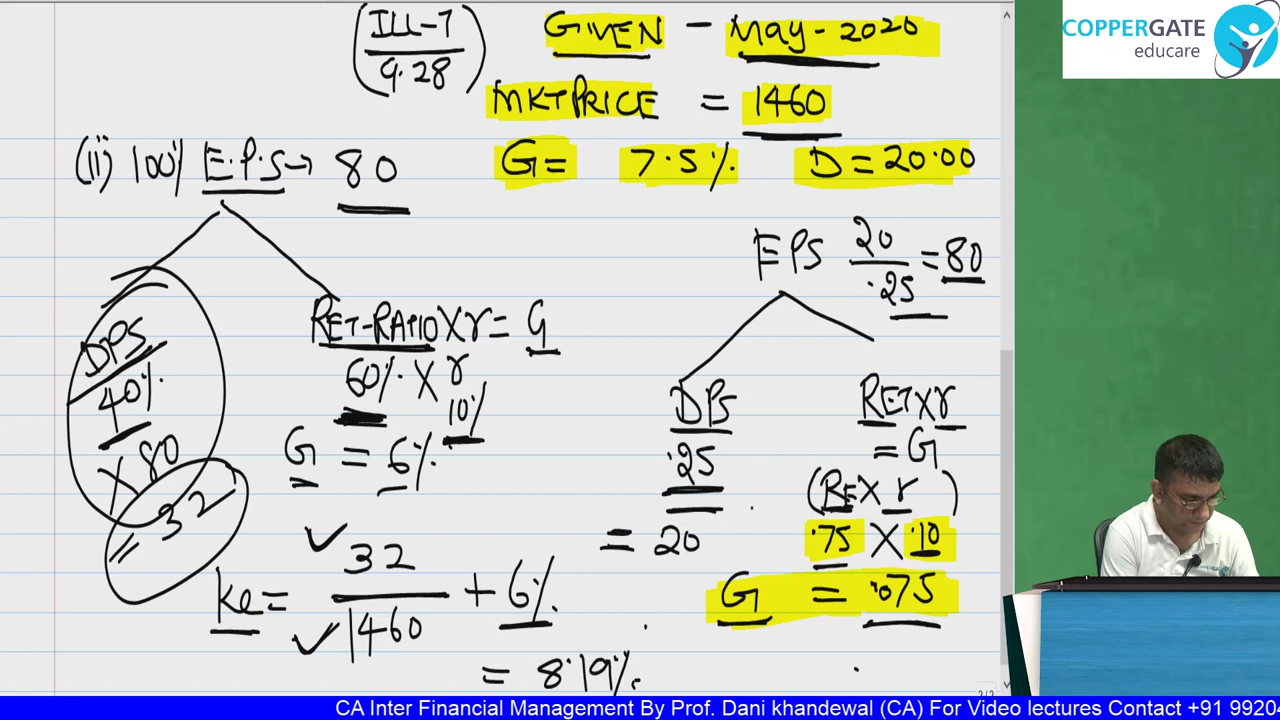 (ILL-7 / 9.28)
GIVEN - MAY-2020
MKT PRICE = 1460
G = 7.5% D = 20.00
(ii) 100% E.P.S → 80
DPS
40%
X 80
= 32
RET-RATIO X r = G
60% X r
10%
G = 6%
ke = 32 / 1460 + 6%
= 8.19%
EPS 20 / .25 = 80
DPS
.25
= 20
RET X r
= G
(RE X r)
.75 X .10
G = .075
COPPERGATE
educare
2/2
CA Inter Financial Management By Prof. Dani khandewal (CA) For Video lectures Contact +91 9920